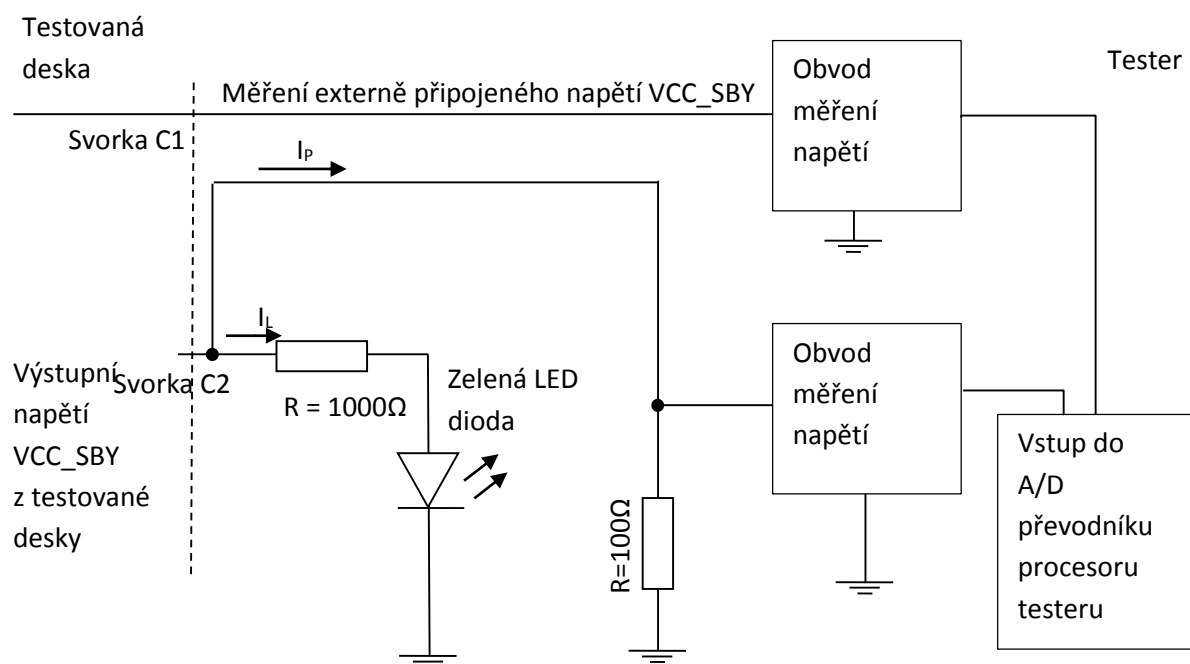 Testovaná
deska
Obvod
měření
napětí
Tester
Měření externě připojeného napětí VCC_SBY
Svorka C1
IP
IL
Obvod
měření
napětí
Výstupní
napětí
VCC_SBY
z testované
desky
Svorka C2
R = 1000Ω
Zelená LED
dioda
R=100Ω
Vstup do
A/D
převodníku
procesoru
testeru